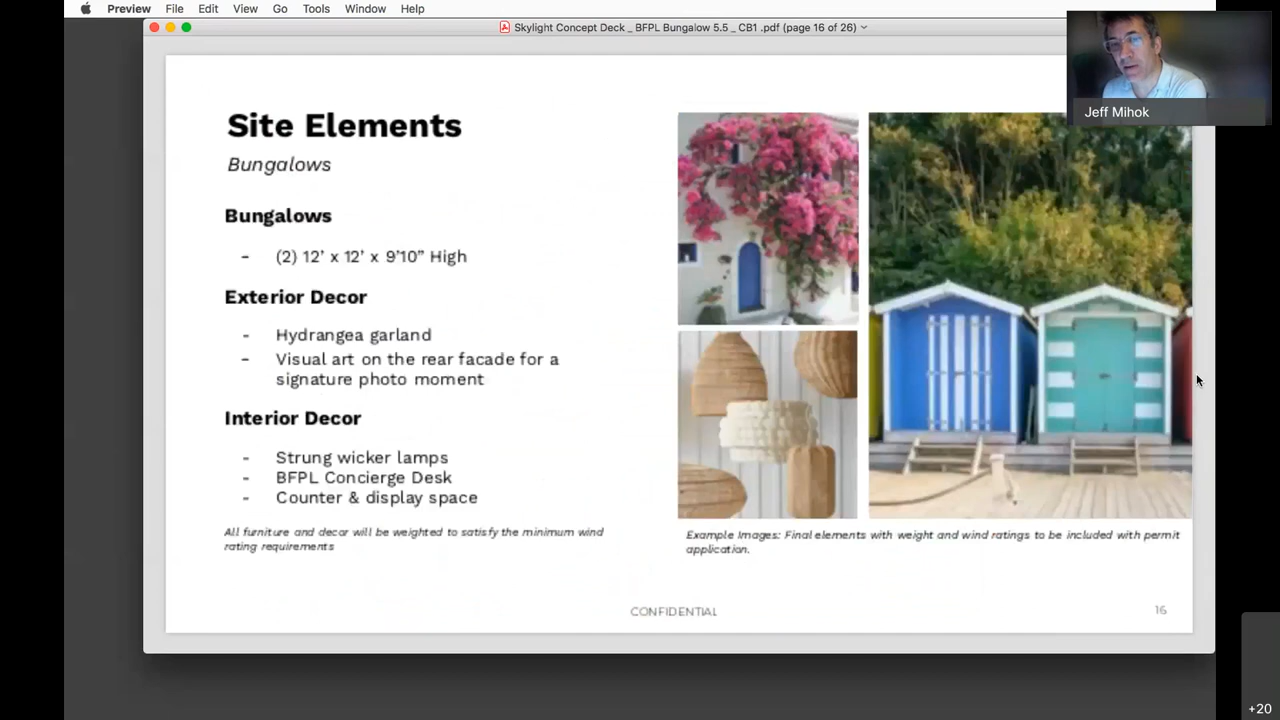 Preview File Edit View Go Tools Window Help
Skylight Concept Deck _ BFPL Bungalow 5.5 _ CB1 .pdf (page 16 of 26)
Jeff Mihok
Site Elements
Bungalows
Bungalows
- (2) 12' x 12' x 9'10” High
Exterior Decor
- Hydrangea garland
- Visual art on the rear facade for a
signature photo moment
Interior Decor
- Strung wicker lamps
- BFPL Concierge Desk
- Counter & display space
All furniture and decor will be weighted to satisfy the minimum wind
rating requirements
Example Images: Final elements with weight and wind ratings to be included with permit
application.
CONFIDENTIAL
16
+20